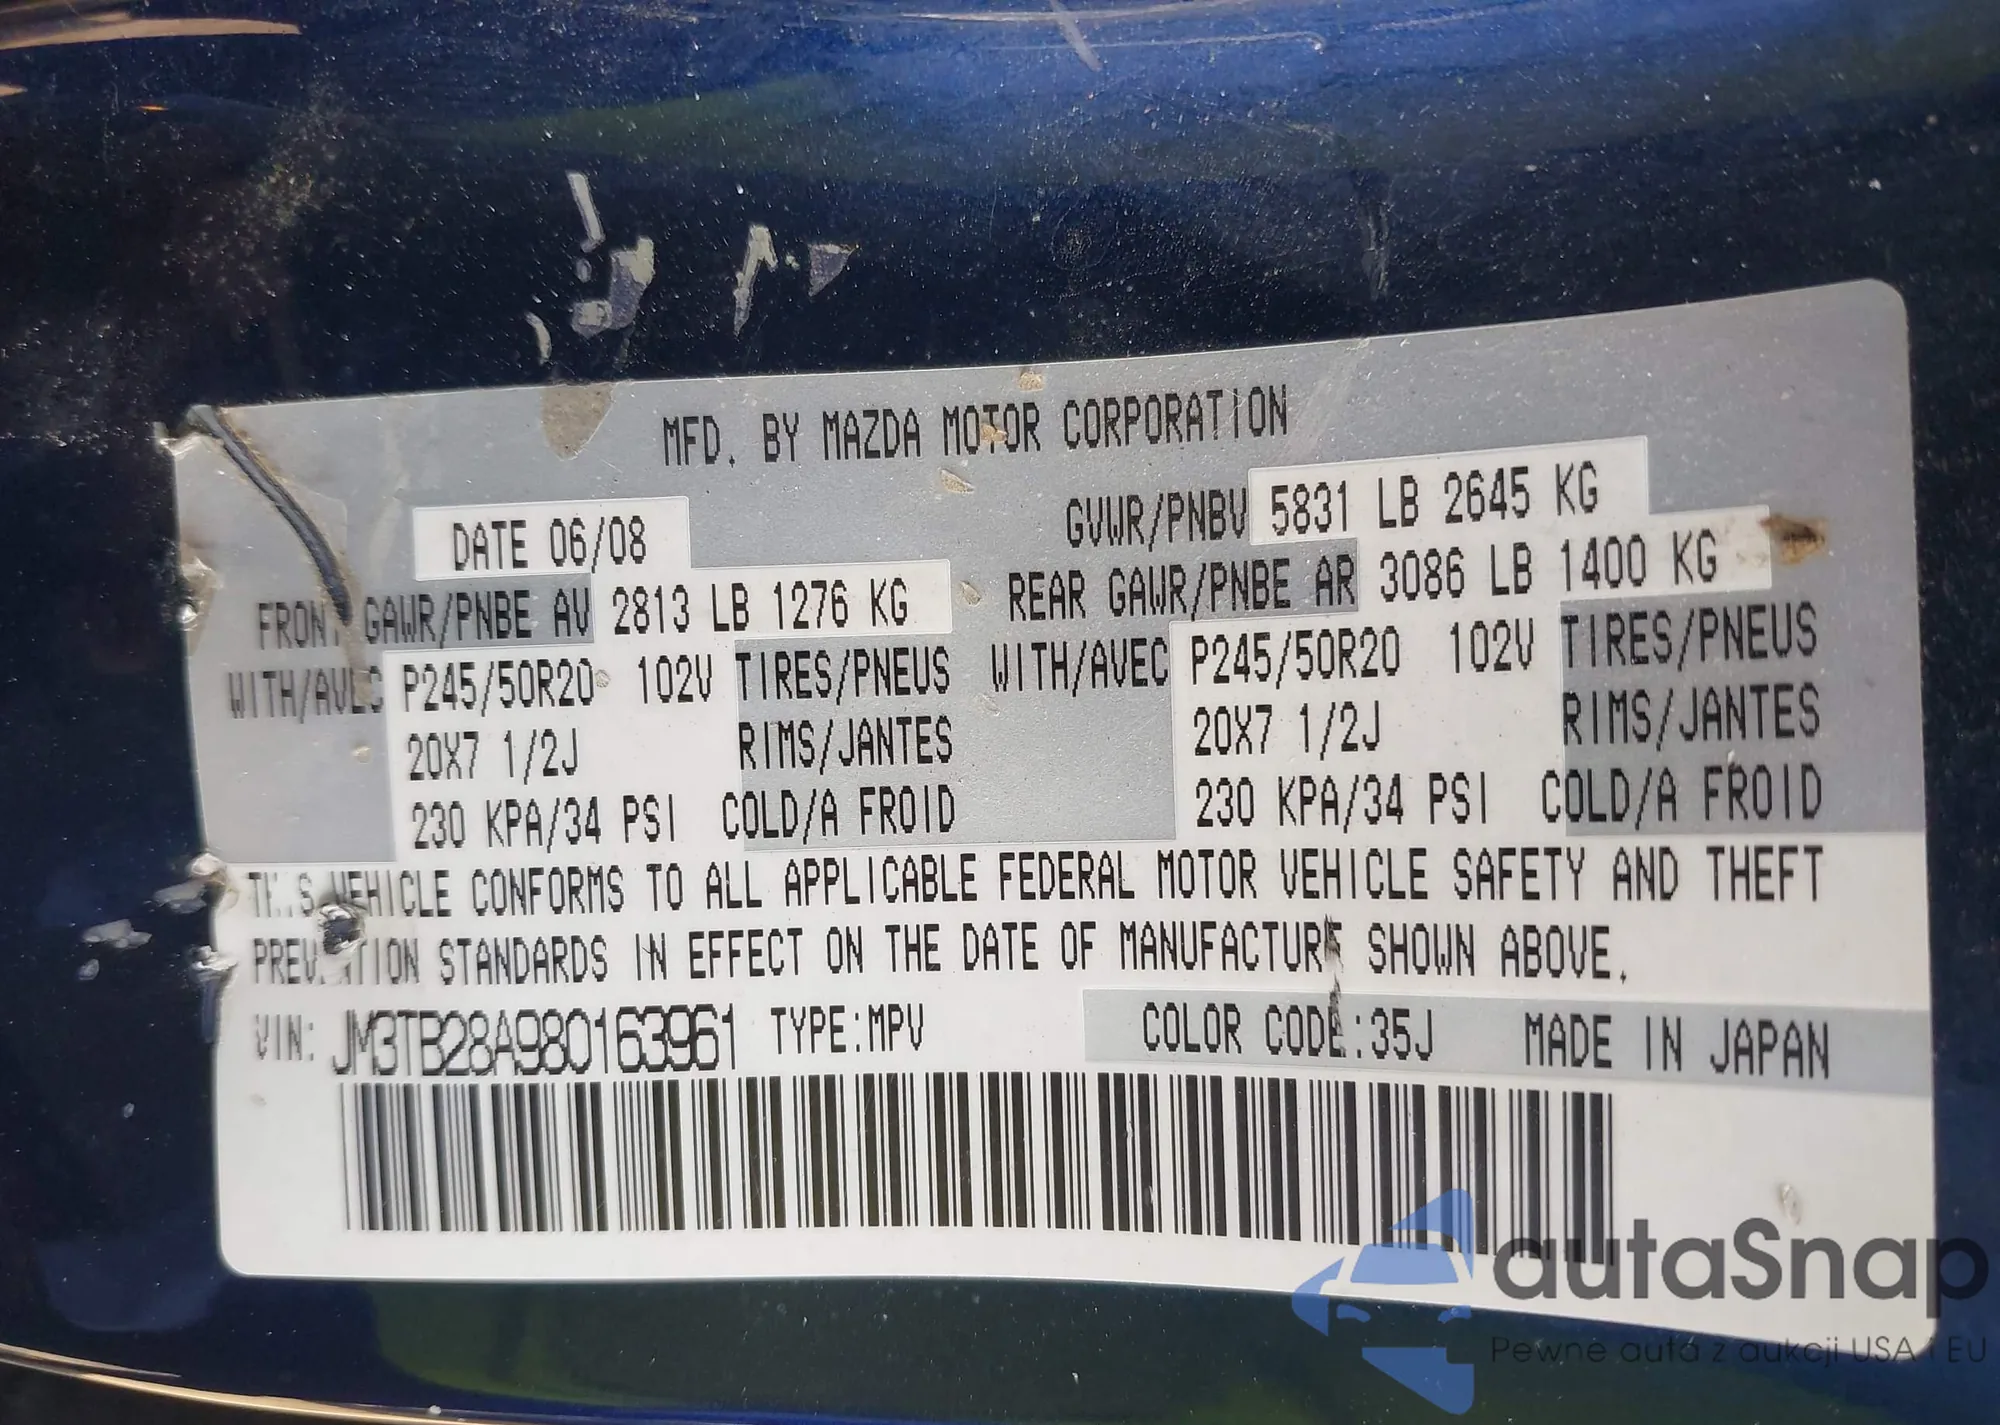 MFD. BY MAZDA MOTOR CORPORATION
DATE 06/08 GVWR/PNBV 5831 LB 2645 KG
FRONT GAWR/PNBE AV 2813 LB 1276 KG REAR GAWR/PNBE AR 3086 LB 1400 KG
WITH/AVEC P245/50R20 102V TIRES/PNEUS WITH/AVEC P245/50R20 102V TIRES/PNEUS
20X7 1/2J RIMS/JANTES 20X7 1/2J RIMS/JANTES
230 KPA/34 PSI COLD/A FROID 230 KPA/34 PSI COLD/A FROID
THIS VEHICLE CONFORMS TO ALL APPLICABLE FEDERAL MOTOR VEHICLE SAFETY AND THEFT
PREVENTION STANDARDS IN EFFECT ON THE DATE OF MANUFACTURE SHOWN ABOVE.
VIN: JM3TB28A980163961 TYPE:MPV COLOR CODE:35J MADE IN JAPAN
autaSnap
Pewne auta z aukcji USA i EU